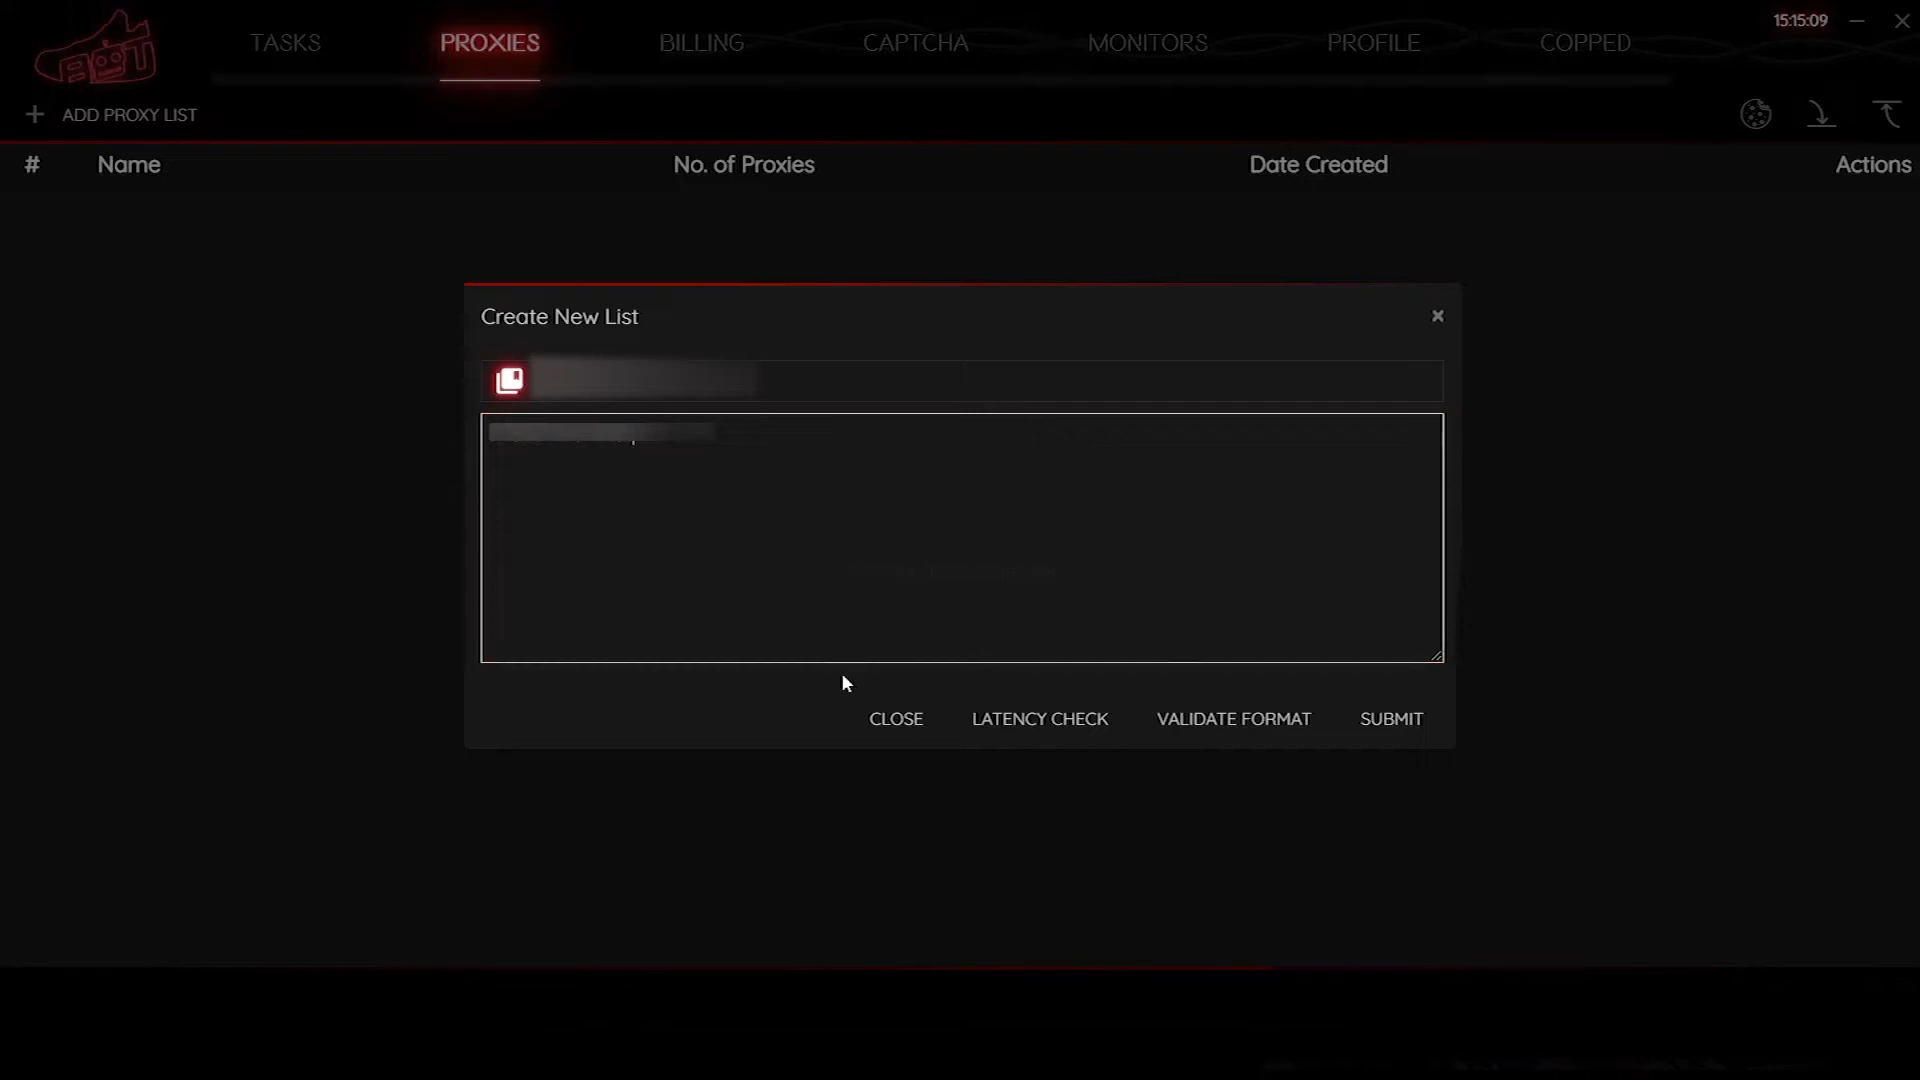 15:15:09
TASKS PROXIES BILLING CAPTCHA MONITORS PROFILE COPPED
ADD PROXY LIST
# Name No. of Proxies Date Created Actions
Create New List
CLOSE LATENCY CHECK VALIDATE FORMAT SUBMIT